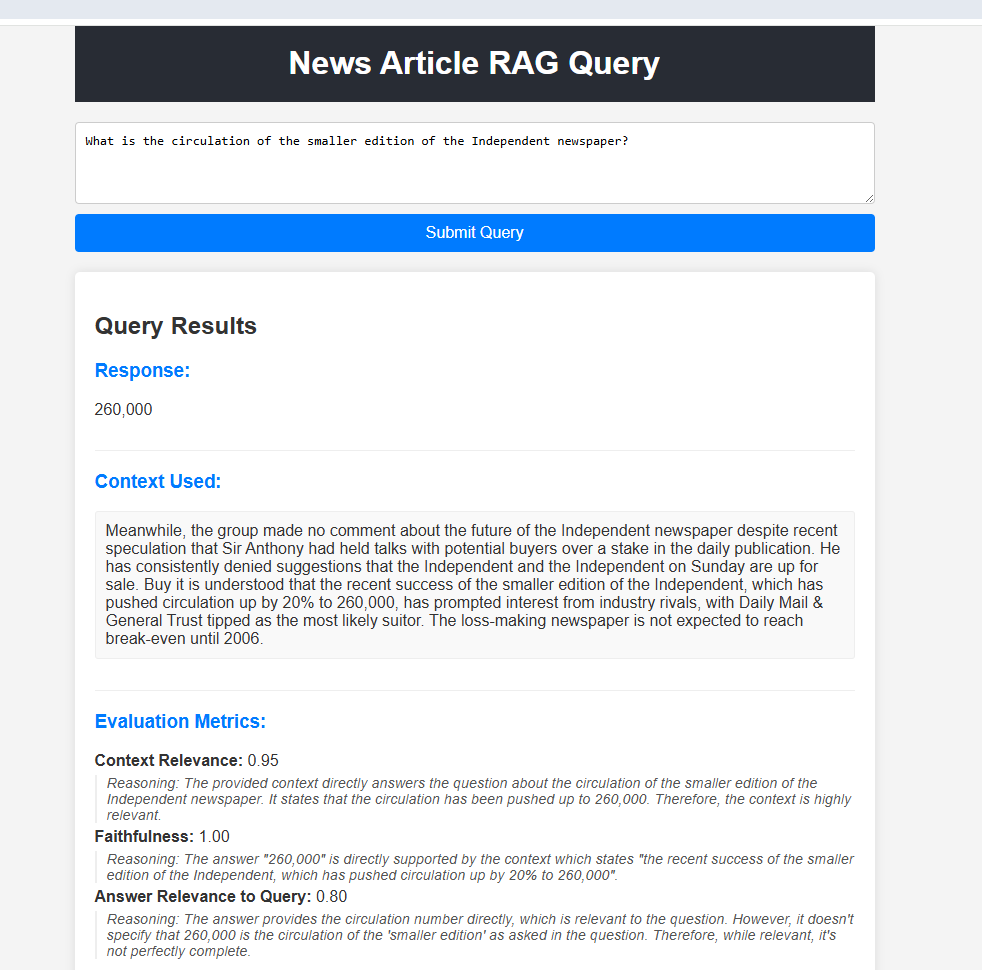 News Article RAG Query
What is the circulation of the smaller edition of the Independent newspaper?
Submit Query
Query Results
Response:
260,000
Context Used:
Meanwhile, the group made no comment about the future of the Independent newspaper despite recent
speculation that Sir Anthony had held talks with potential buyers over a stake in the daily publication. He
has consistently denied suggestions that the Independent and the Independent on Sunday are up for
sale. Buy it is understood that the recent success of the smaller edition of the Independent, which has
pushed circulation up by 20% to 260,000, has prompted interest from industry rivals, with Daily Mail &
General Trust tipped as the most likely suitor. The loss-making newspaper is not expected to reach
break-even until 2006.
Evaluation Metrics:
Context Relevance: 0.95
Reasoning: The provided context directly answers the question about the circulation of the smaller edition of the
Independent newspaper. It states that the circulation has been pushed up to 260,000. Therefore, the context is highly
relevant.
Faithfulness: 1.00
Reasoning: The answer "260,000" is directly supported by the context which states "the recent success of the smaller
edition of the Independent, which has pushed circulation up by 20% to 260,000".
Answer Relevance to Query: 0.80
Reasoning: The answer provides the circulation number directly, which is relevant to the question. However, it doesn't
specify that 260,000 is the circulation of the 'smaller edition' as asked in the question. Therefore, while relevant, it's
not perfectly complete.